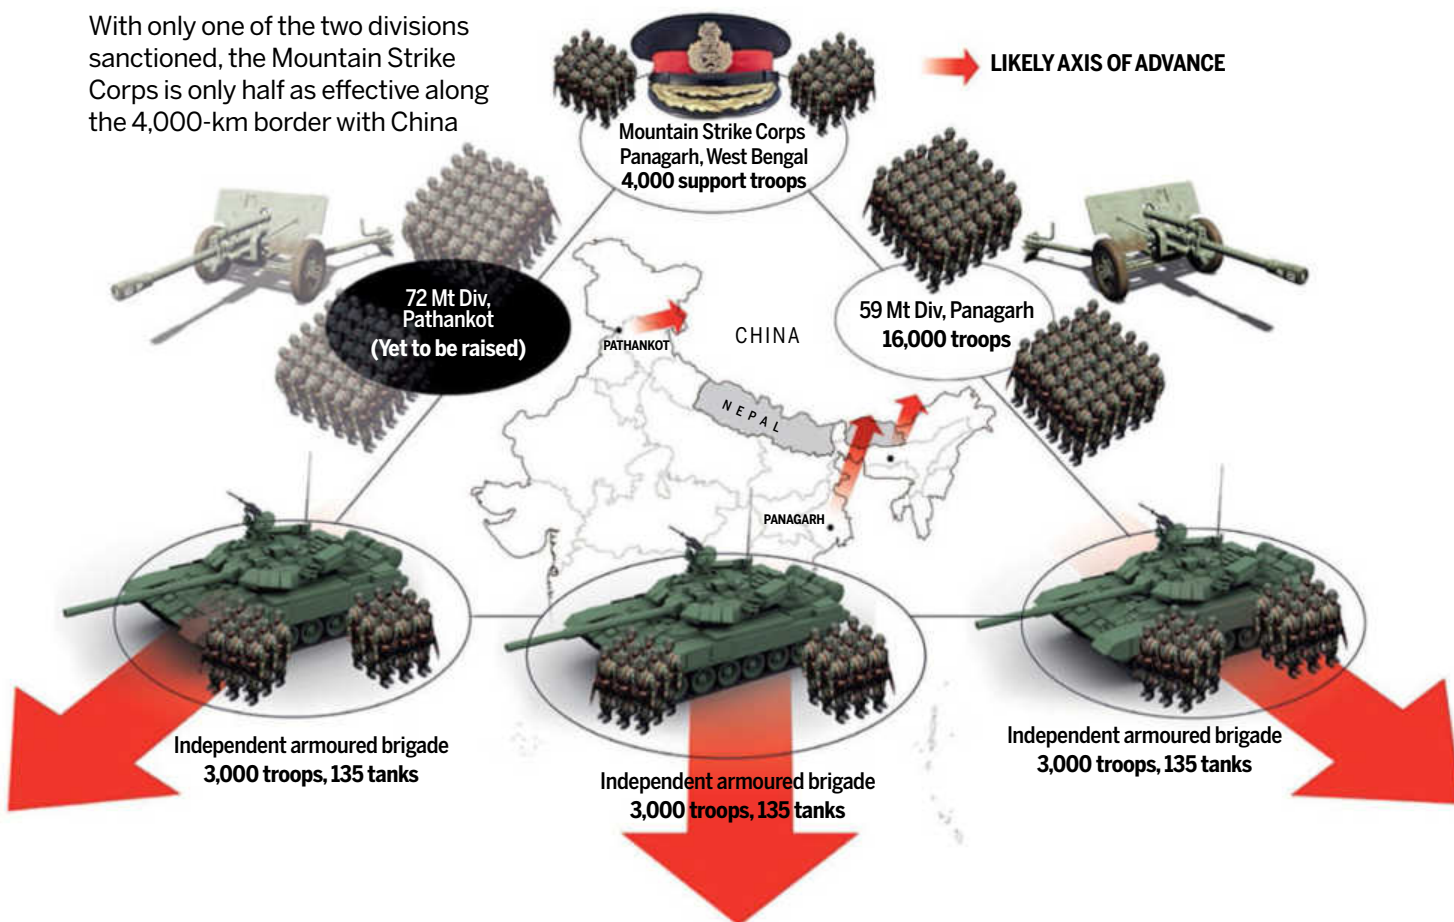 With only one of the two divisions
sanctioned, the Mountain Strike
Corps is only half as effective along
the 4,000-km border with China
LIKELY AXIS OF ADVANCE
Mountain Strike Corps
Panagarh, West Bengal
4,000 support troops
72 Mt Div,
Pathankot
(Yet to be raised)
59 Mt Div, Panagarh
16,000 troops
PATHANKOT
CHINA
NEPAL
PANAGARH
Independent armoured brigade
3,000 troops, 135 tanks
Independent armoured brigade
3,000 troops, 135 tanks
Independent armoured brigade
3,000 troops, 135 tanks